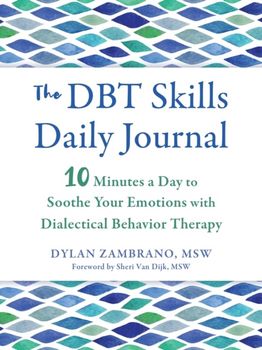 The DBT Skills
Daily Journal
10 Minutes a Day to
Soothe Your Emotions with
Dialectical Behavior Therapy
DYLAN ZAMBRANO, MSW
Foreword by Sheri Van Dijk, MSW